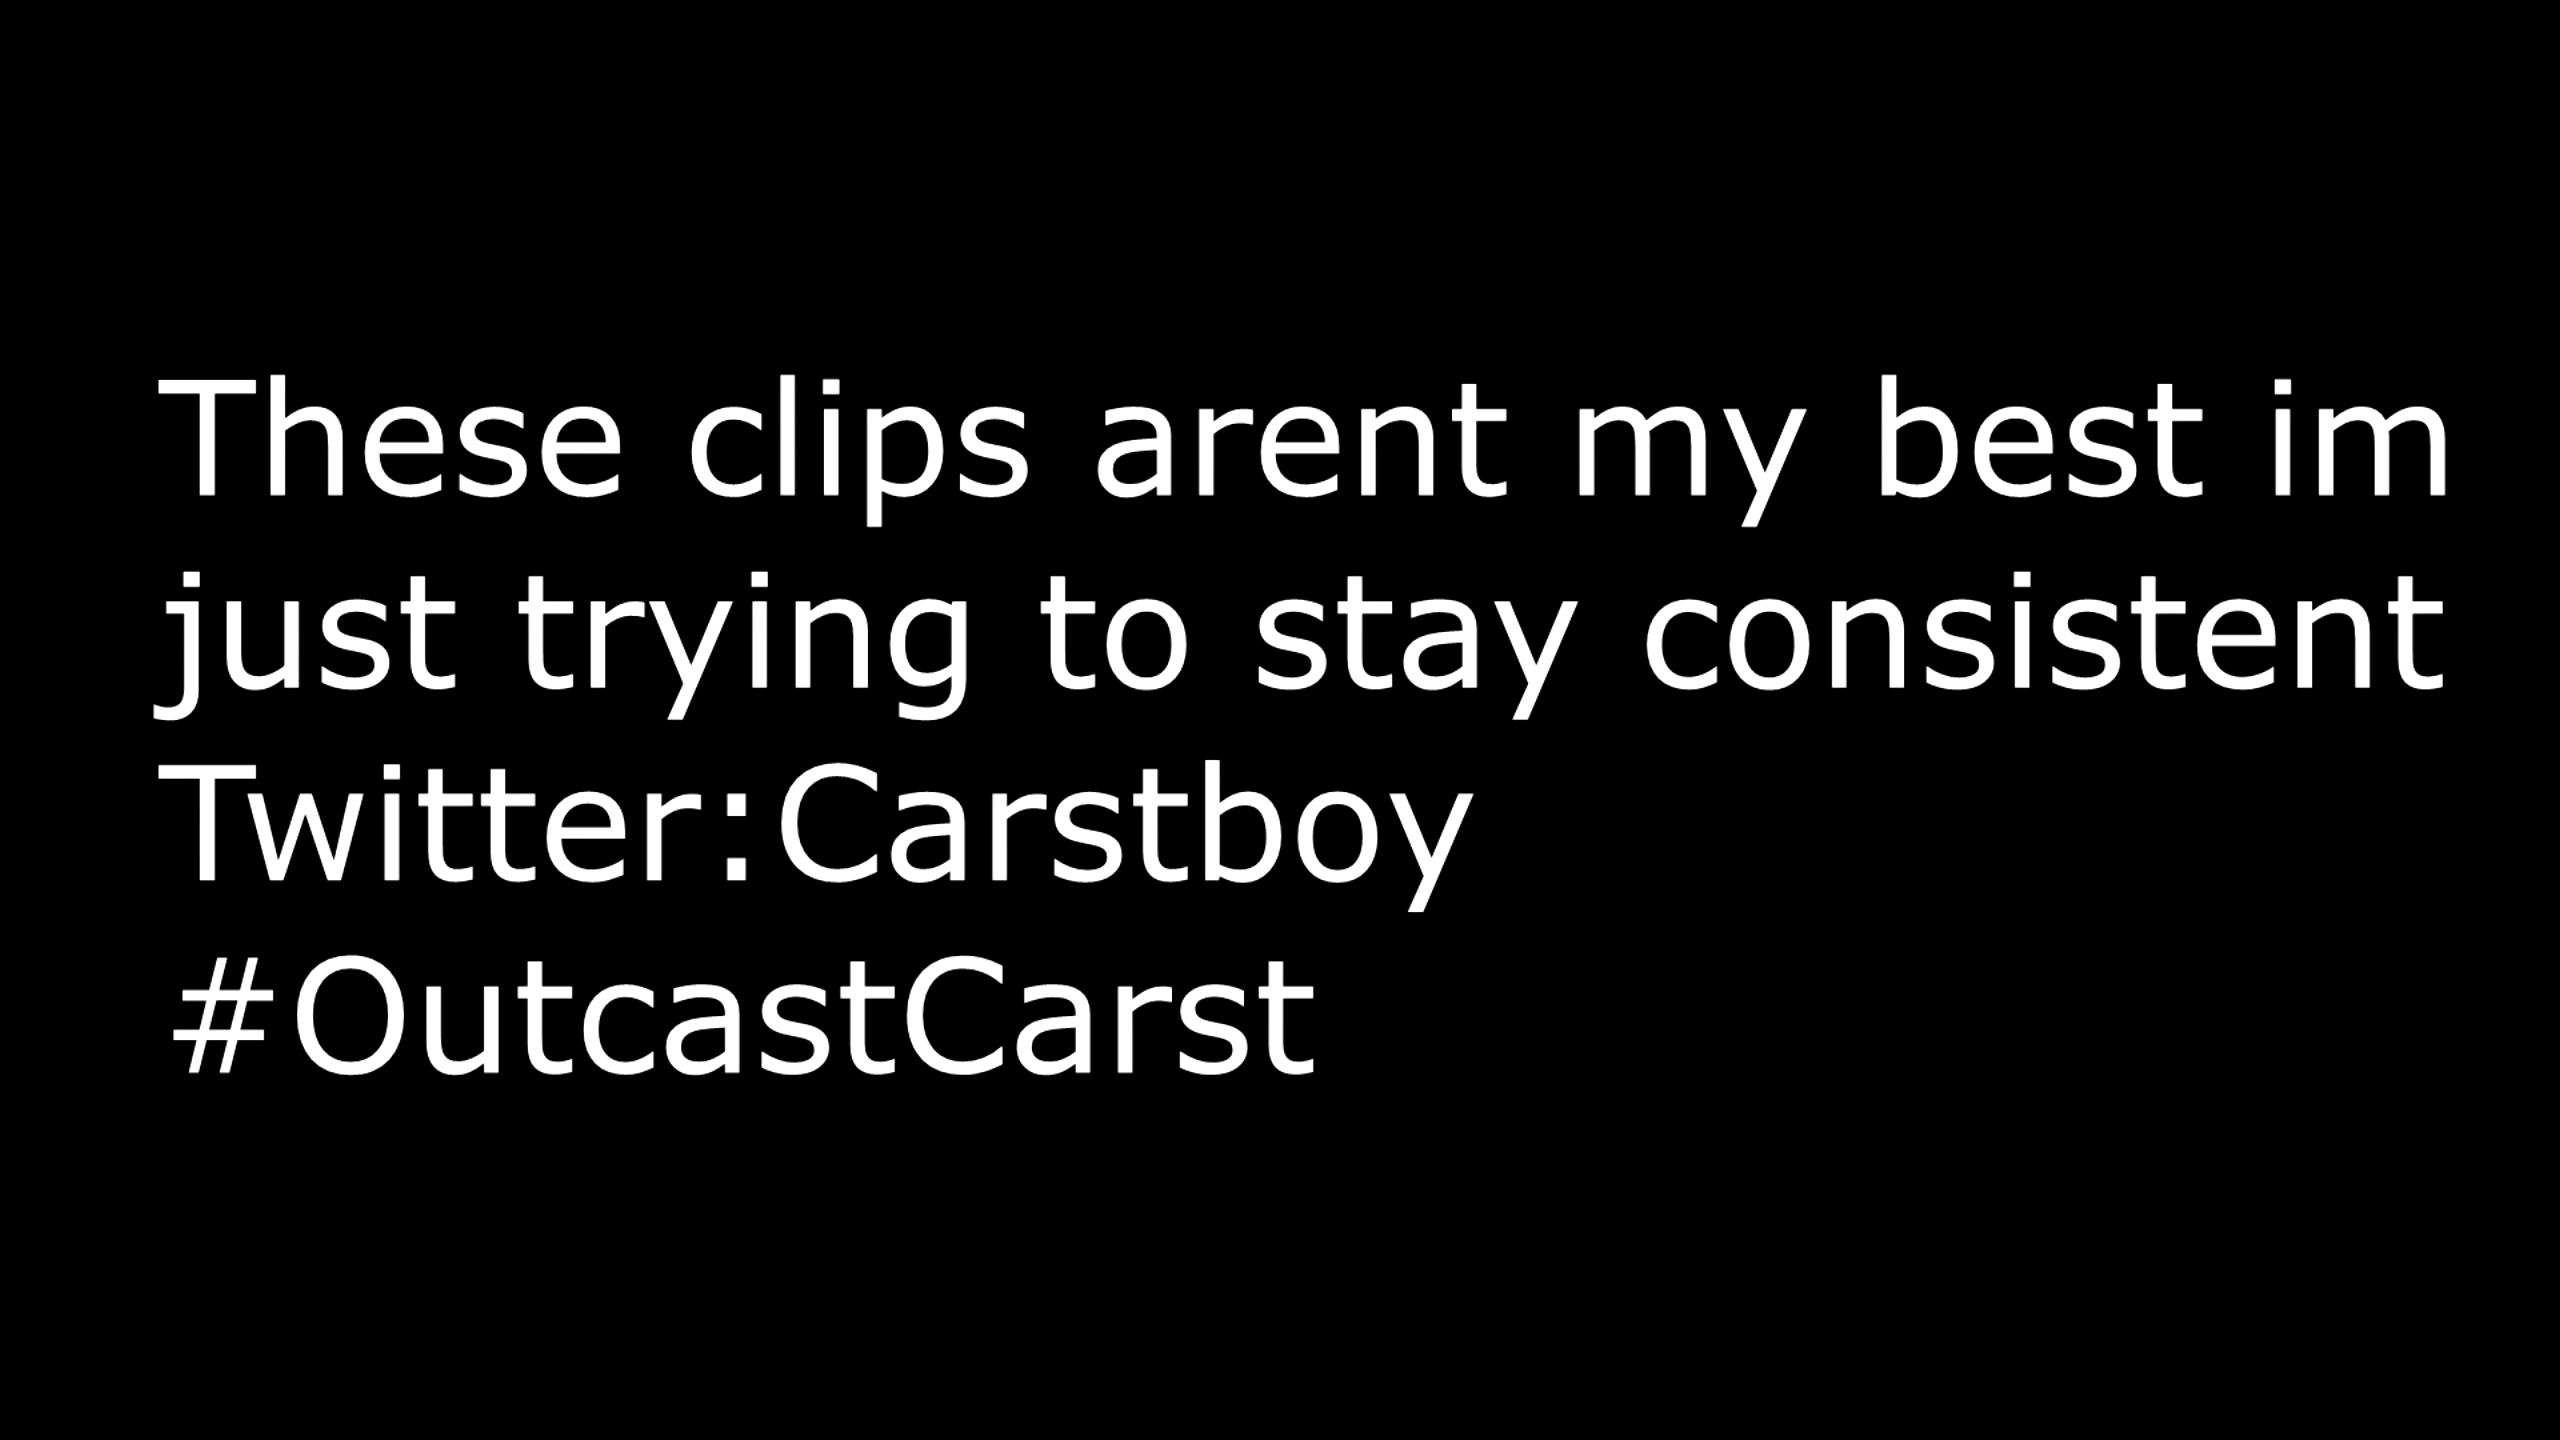 These clips arent my best im
just trying to stay consistent
Twitter:Carstboy
#OutcastCarst